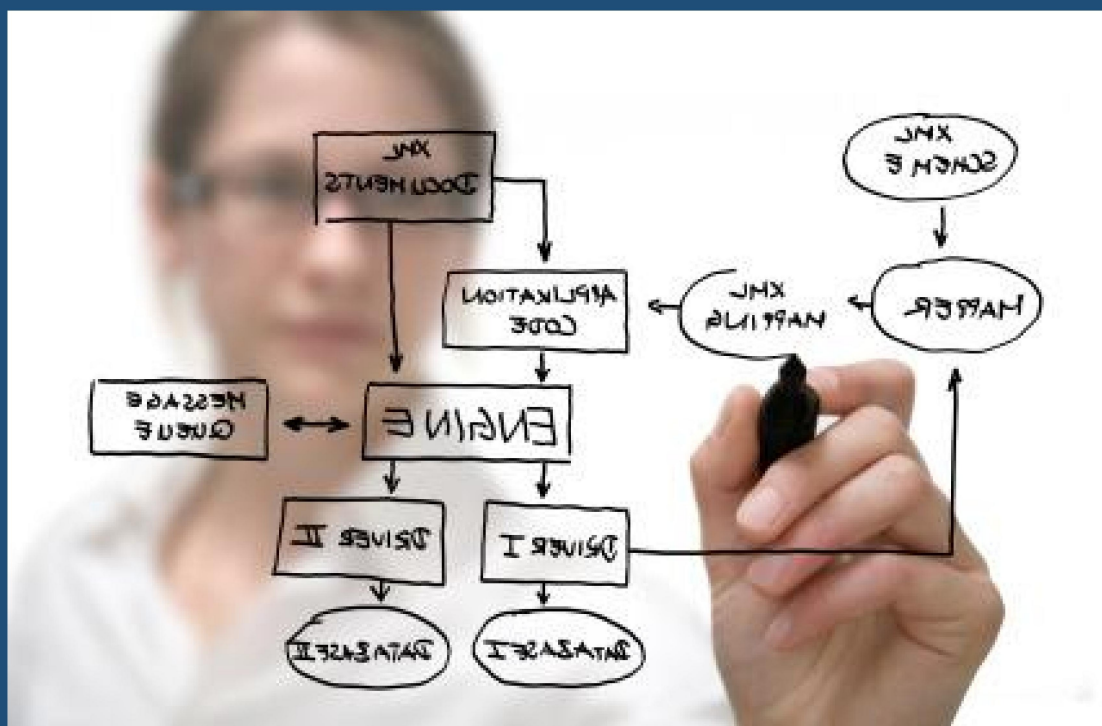 XML
DOCUMENTS
XML
SCHEME
APPLIKATION
CODE
XML
MAPPING
MAPPER
MESSAGE
QUEUE
ENGINE
DRIVER II
DRIVER I
DATABASE II
DATABASE I